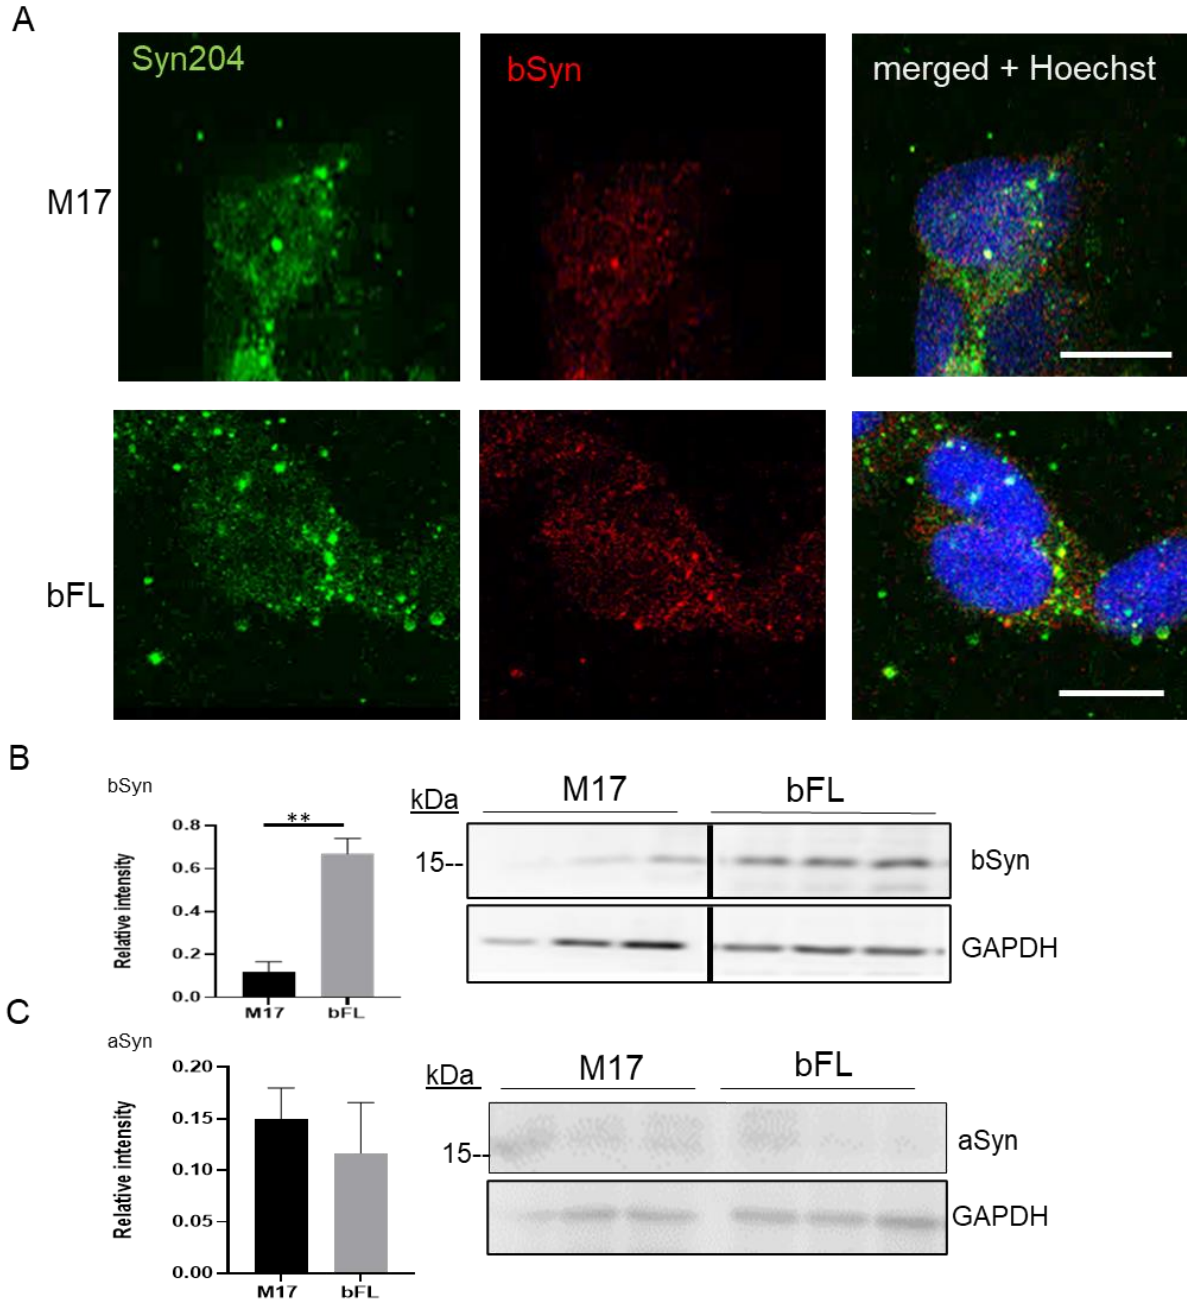 A
Syn204
bSyn
merged + Hoechst
M17
bFL
B
bSyn
Relative intensity
0.8
0.6
0.4
0.2
0.0
**
M17
bFL
kDa
M17
bFL
15--
bSyn
GAPDH
C
aSyn
Relative intensity
0.20
0.15
0.10
0.05
0.00
M17
bFL
kDa
M17
bFL
15--
aSyn
GAPDH